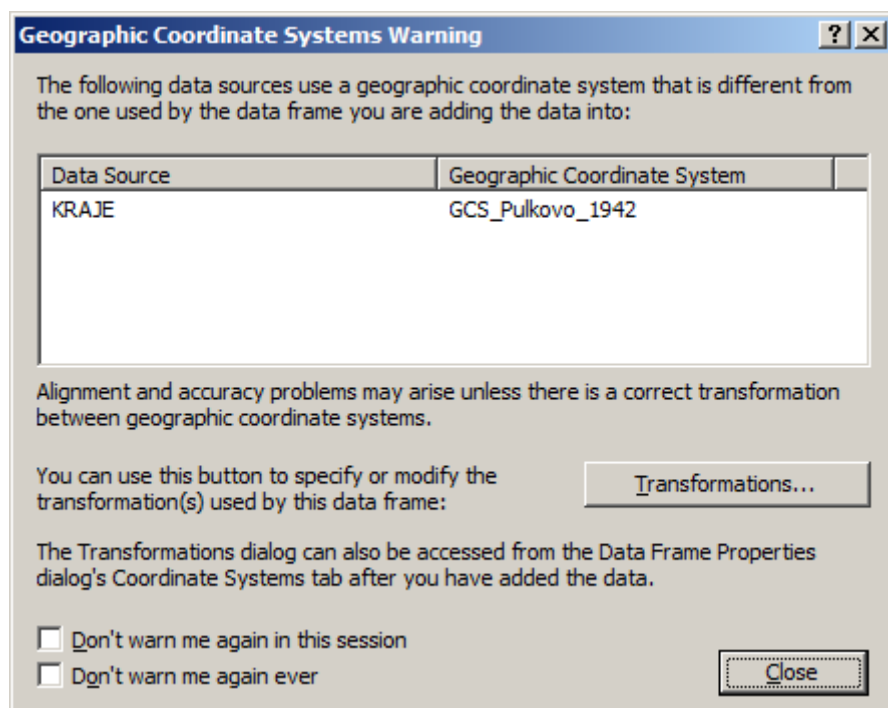 Geographic Coordinate Systems Warning
The following data sources use a geographic coordinate system that is different from
the one used by the data frame you are adding the data into:
Data Source Geographic Coordinate System
KRAJE GCS_Pulkovo_1942
Alignment and accuracy problems may arise unless there is a correct transformation
between geographic coordinate systems.
You can use this button to specify or modify the
transformation(s) used by this data frame:
Transformations...
The Transformations dialog can also be accessed from the Data Frame Properties
dialog's Coordinate Systems tab after you have added the data.
Don't warn me again in this session
Don't warn me again ever
Close